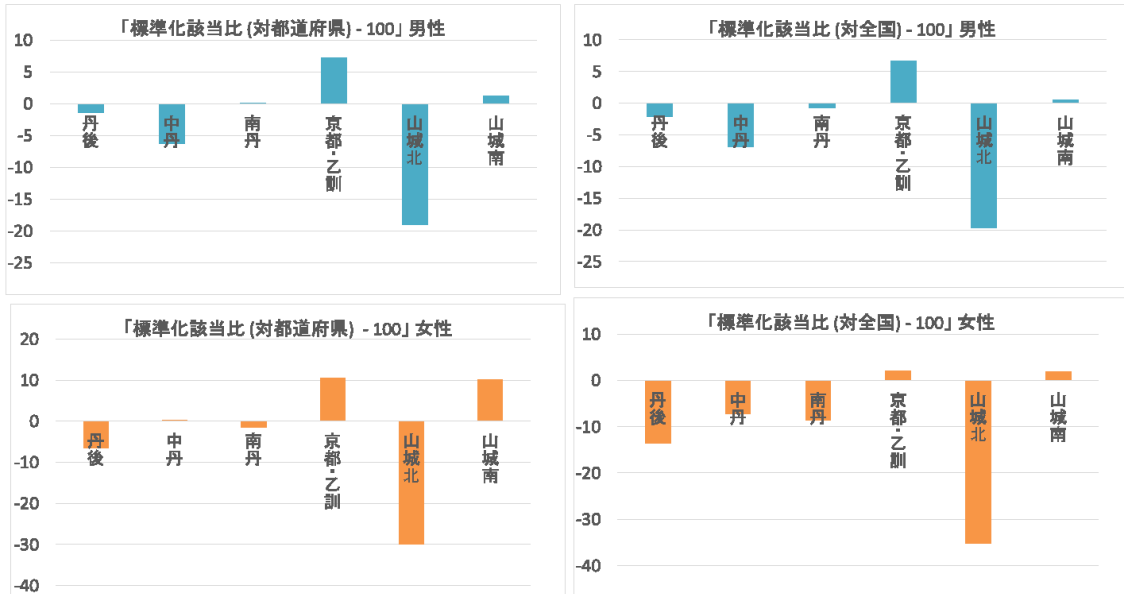 「標準化該当比 (対都道府県) - 100」 男性
10
5
0
-5
-10
-15
-20
-25
丹後
中丹
南丹
京都・乙訓
山城北
山城南
「標準化該当比 (対全国) - 100」 男性
10
5
0
-5
-10
-15
-20
-25
丹後
中丹
南丹
京都・乙訓
山城北
山城南
「標準化該当比 (対都道府県) - 100」 女性
20
10
0
-10
-20
-30
-40
丹後
中丹
南丹
京都・乙訓
山城北
山城南
「標準化該当比 (対全国) - 100」 女性
10
0
-10
-20
-30
-40
丹後
中丹
南丹
京都・乙訓
山城北
山城南